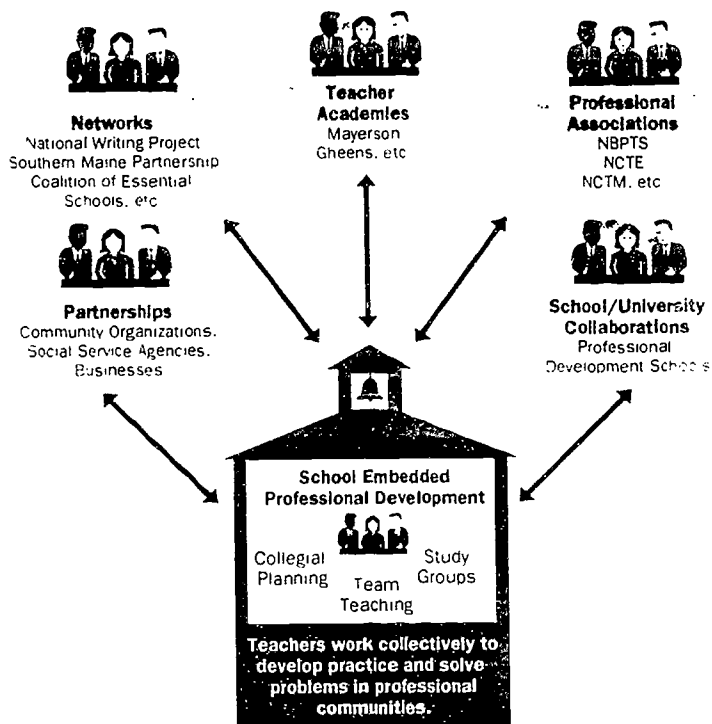 Networks
National Writing Project
Southern Maine Partnership
Coalition of Essential
Schools, etc
Teacher
Academies
Mayerson
Gheens, etc
Professional
Associations
NBPTS
NCTE
NCTM, etc
Partnerships
Community Organizations,
Social Service Agencies,
Businesses
School/University
Collaborations
Professional
Development Schools
School Embedded
Professional Development
Collegial
Planning
Team
Teaching
Study
Groups
Teachers work collectively to
develop practice and solve
problems in professional
communities.